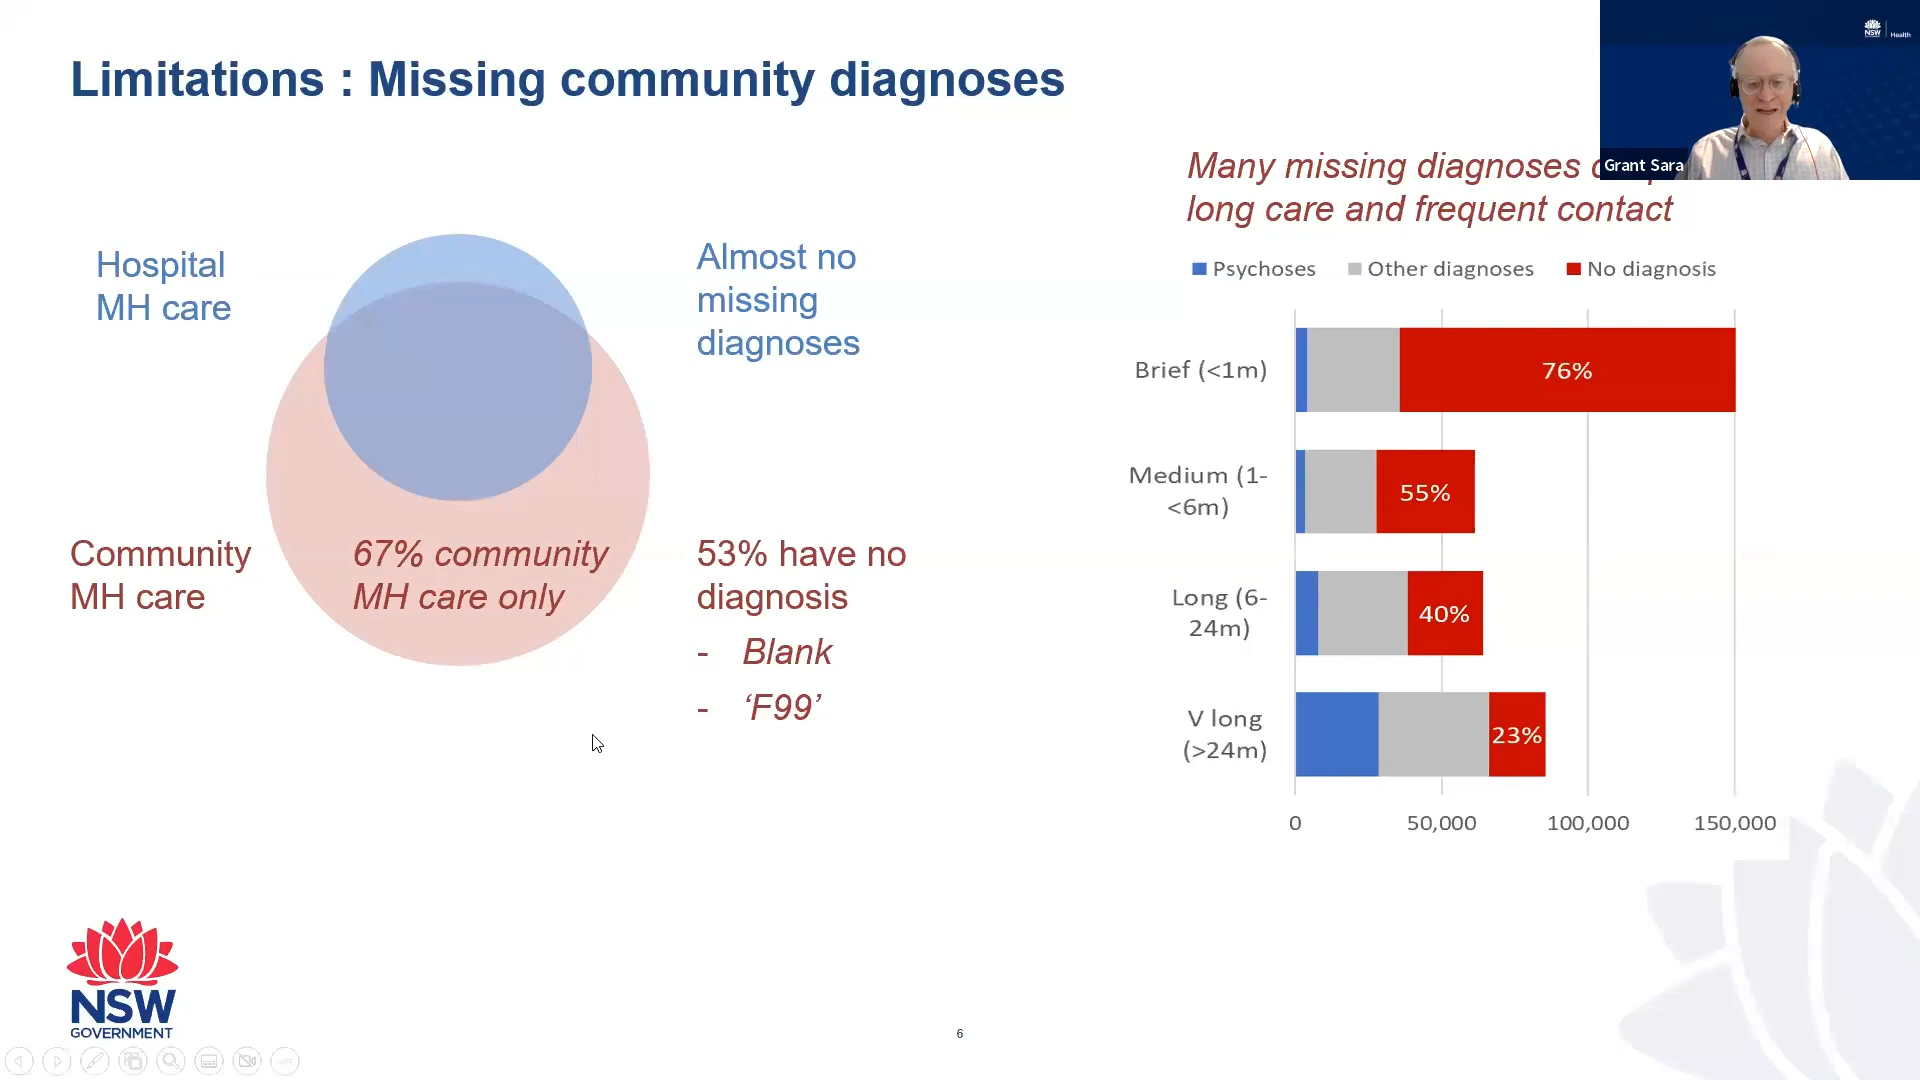 Limitations : Missing community diagnoses
NSW
Health
Grant Sara
Many missing diagnoses
long care and frequent contact
Hospital
MH care
Almost no
missing
diagnoses
Community
MH care
67% community
MH care only
53% have no
diagnosis
- Blank
- ‘F99’
Psychoses
Other diagnoses
No diagnosis
Brief (<1m)
76%
Medium (1-
<6m)
55%
Long (6-
24m)
40%
V long
(>24m)
23%
0
50,000
100,000
150,000
NSW
GOVERNMENT
6